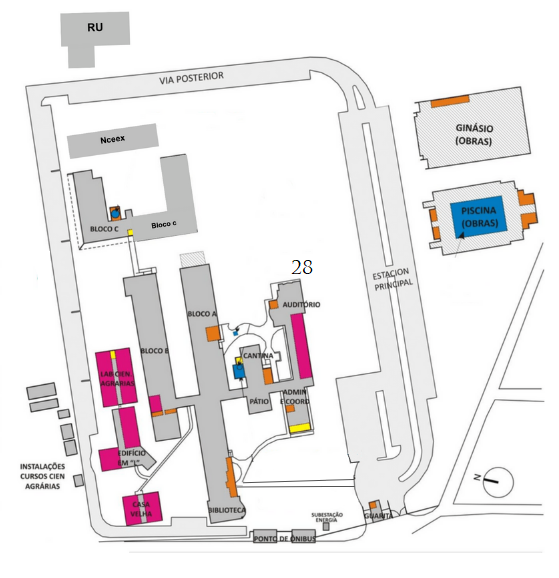 RU
VIA POSTERIOR
GINÁSIO
(OBRAS)
Nceex
PISCINA
(OBRAS)
BLOCO C
Bloco c
28
ESTACION
PRINCIPAL
AUDITÓRIO
BLOCO A
BLOCO B
CANTINA
LAB CIEN
AGRÁRIAS
PÁTIO
ADMIN
E COORD
EDIFÍCIO
EM "L"
INSTALAÇÕES
CURSOS CIEN
AGRÁRIAS
N
CASA
VELHA
BIBLIOTECA
SUBESTAÇÃO
ENERGIA
GUARITA
PONTO DE ÔNIBUS